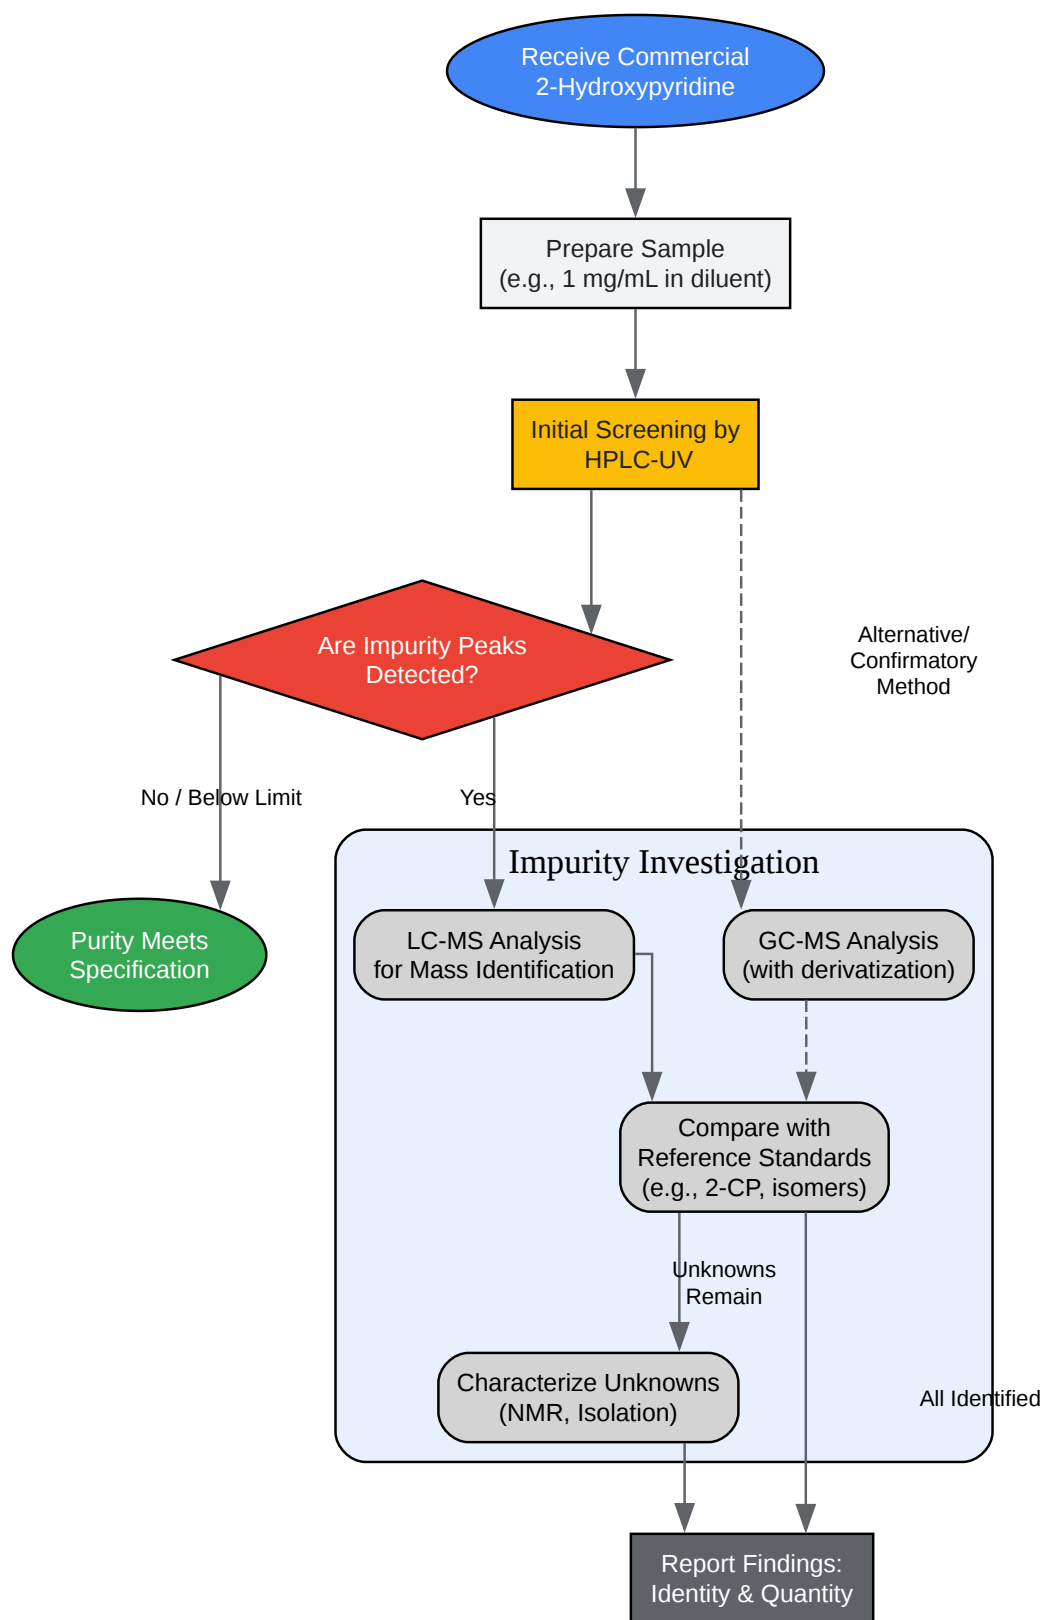 Receive Commercial
2-Hydroxypyridine
Prepare Sample
(e.g., 1 mg/mL in diluent)
Initial Screening by
HPLC-UV
Are Impurity Peaks
Detected?
Alternative/
Confirmatory
Method
No / Below Limit
Yes
Impurity Investigation
Purity Meets
Specification
LC-MS Analysis
for Mass Identification
GC-MS Analysis
(with derivatization)
Compare with
Reference Standards
(e.g., 2-CP, isomers)
Unknowns
Remain
Characterize Unknowns
(NMR, Isolation)
All Identified
Report Findings:
Identity & Quantity